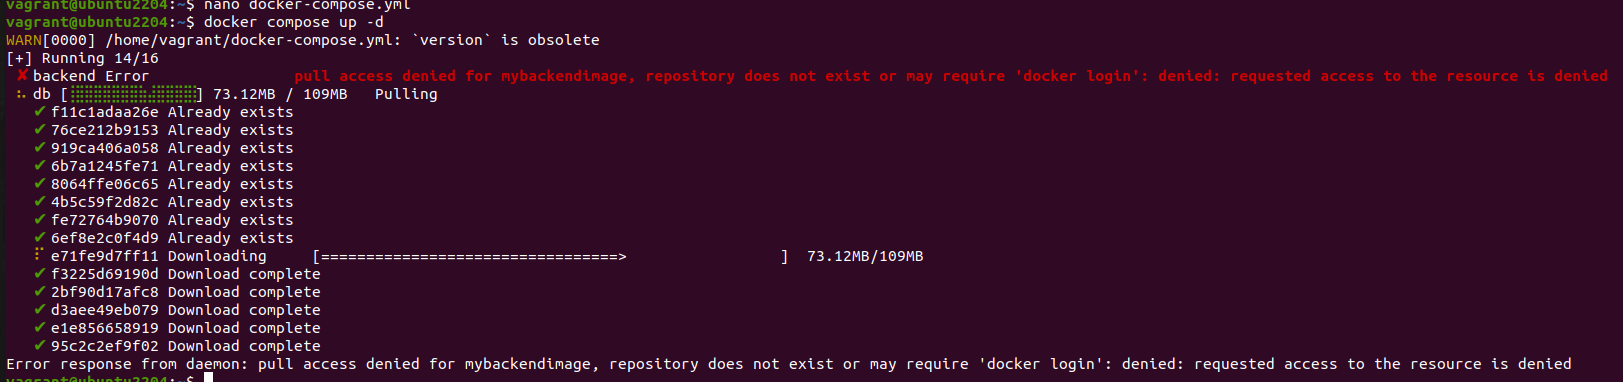 vagrant@ubuntu2204:~$ nano docker-compose.yml
vagrant@ubuntu2204:~$ docker compose up -d
WARN[0000] /home/vagrant/docker-compose.yml: `version` is obsolete
[+] Running 14/16
✘ backend Error pull access denied for mybackendimage, repository does not exist or may require 'docker login': denied: requested access to the resource is denied
db [⣿⣿⣿⣿⣿⣿⣿⣿⣦⣿⣿⣿⣿⣿] 73.12MB / 109MB Pulling
✔ f11c1adaa26e Already exists
✔ 76ce212b9153 Already exists
✔ 919ca406a058 Already exists
✔ 6b7a1245fe71 Already exists
✔ 8064ffe06c65 Already exists
✔ 4b5c59f2d82c Already exists
✔ fe72764b9070 Already exists
✔ 6ef8e2c0f4d9 Already exists
e71fe9d7ff11 Downloading [=================================> ] 73.12MB/109MB
✔ f3225d69190d Download complete
✔ 2bf90d17afc8 Download complete
✔ d3aee49eb079 Download complete
✔ e1e856658919 Download complete
✔ 95c2c2ef9f02 Download complete
Error response from daemon: pull access denied for mybackendimage, repository does not exist or may require 'docker login': denied: requested access to the resource is denied
vagrant@ubuntu2204:~$